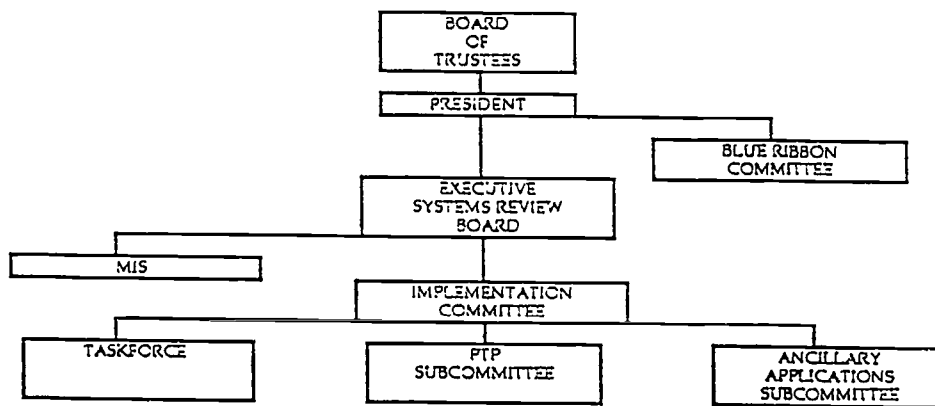 BOARD
OF
TRUSTEES
PRESIDENT
BLUE RIBBON
COMMITTEE
EXECUTIVE
SYSTEMS REVIEW
BOARD
MIS
IMPLEMENTATION
COMMITTEE
TASKFORCE
PTP
SUBCOMMITTEE
ANCILLARY
APPLICATIONS
SUBCOMMITTEE